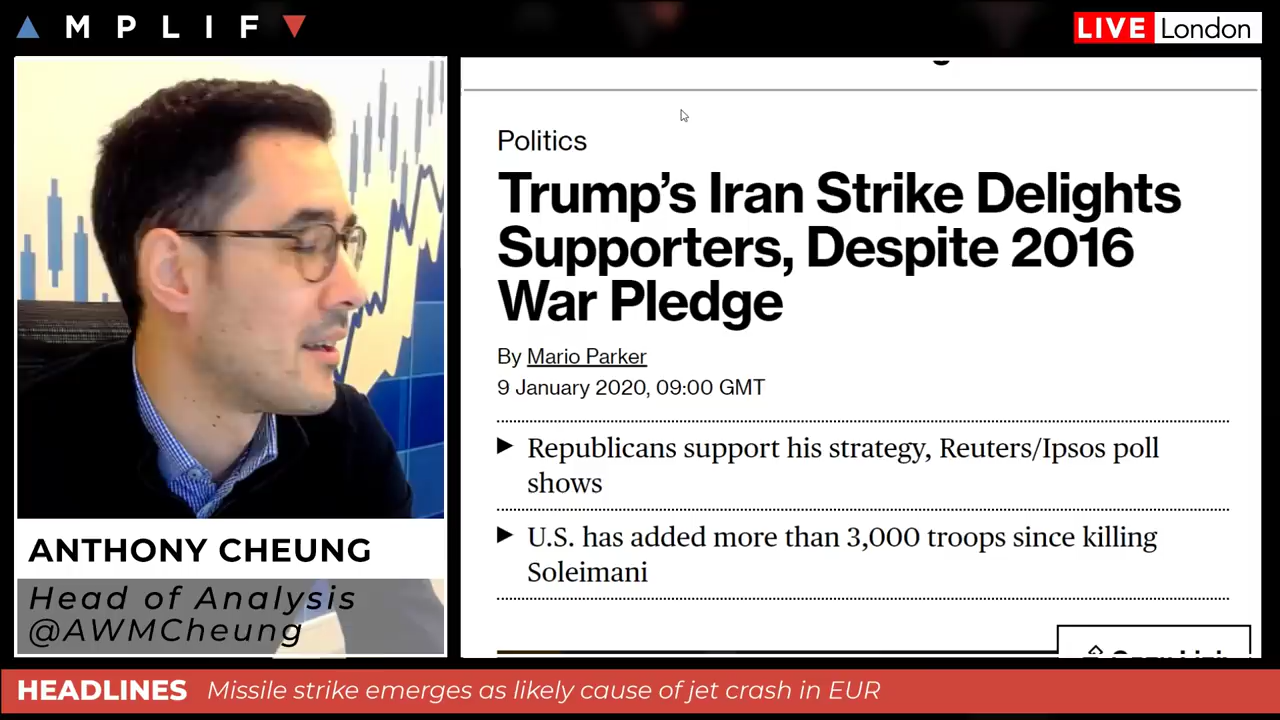 AMPLIFY
LIVE London
Politics
Trump's Iran Strike Delights
Supporters, Despite 2016
War Pledge
By Mario Parker
9 January 2020, 09:00 GMT
Republicans support his strategy, Reuters/Ipsos poll
shows
U.S. has added more than 3,000 troops since killing
Soleimani
ANTHONY CHEUNG
Head of Analysis
@AWMCheung
HEADLINES Missile strike emerges as likely cause of jet crash in EUR